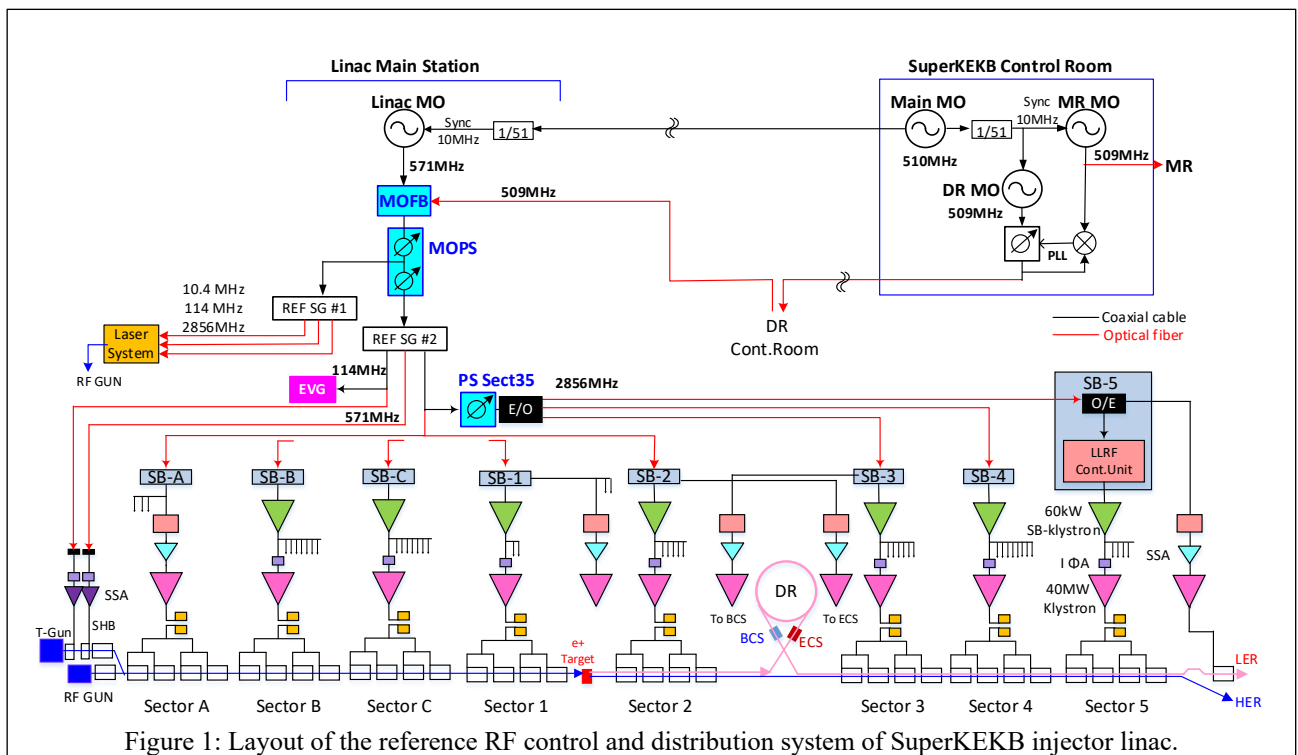 Linac Main Station
SuperKEKB Control Room
Linac MO
Sync
10MHz
1/51
571MHz
Main MO
510MHz
1/51
Sync
10MHz
MR MO
509MHz
MR
DR MO
509MHz
PLL
MOFB
509MHz
MOPS
10.4 MHz
114 MHz
2856MHz
REF SG #1
Laser
System
RF GUN
REF SG #2
DR
Cont.Room
Coaxial cable
Optical fiber
114MHz
EVG
571MHz
PS Sect35
E/O
2856MHz
SB-5
O/E
LLRF
Cont.Unit
SB-A
SB-B
SB-C
SB-1
SB-2
SB-3
SB-4
60kW
SB-klystron
SSA
I ΦA
40MW
Klystron
SSA
SHB
T-Gun
RF GUN
To BCS
DR
To ECS
BCS
ECS
e+
Target
LER
HER
Sector A
Sector B
Sector C
Sector 1
Sector 2
Sector 3
Sector 4
Sector 5
Figure 1: Layout of the reference RF control and distribution system of SuperKEKB injector linac.